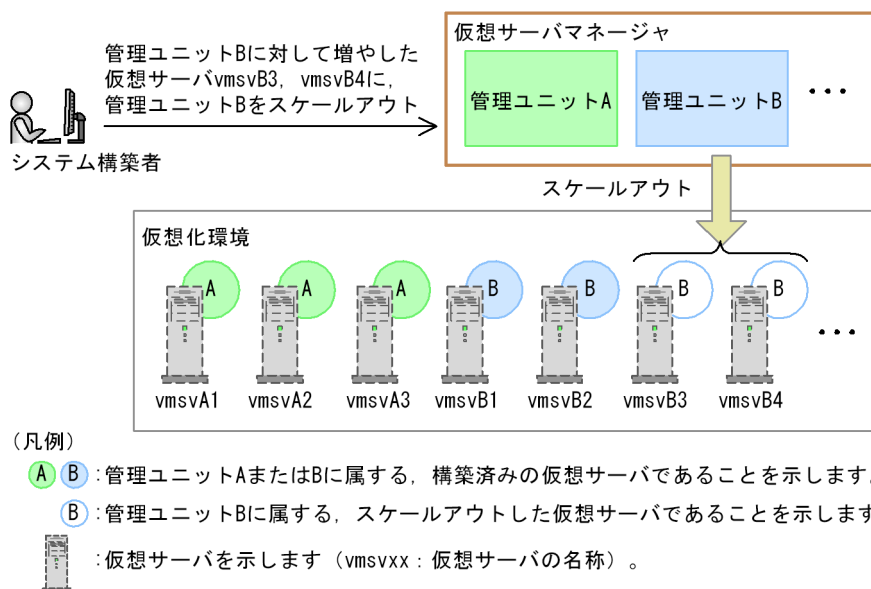 仮想サーバマネージャ
管理ユニットBに対して増やした
仮想サーバvmsvB3，vmsvB4に，
管理ユニットBをスケールアウト
管理ユニットA
管理ユニットB
…
システム構築者
スケールアウト
仮想化環境
A
A
A
B
B
B
B
…
vmsvA1
vmsvA2
vmsvA3
vmsvB1
vmsvB2
vmsvB3
vmsvB4
（凡例）
A B ：管理ユニットAまたはBに属する，構築済みの仮想サーバであることを示します。
B ：管理ユニットBに属する，スケールアウトした仮想サーバであることを示します
：仮想サーバを示します（vmsvxx：仮想サーバの名称）。